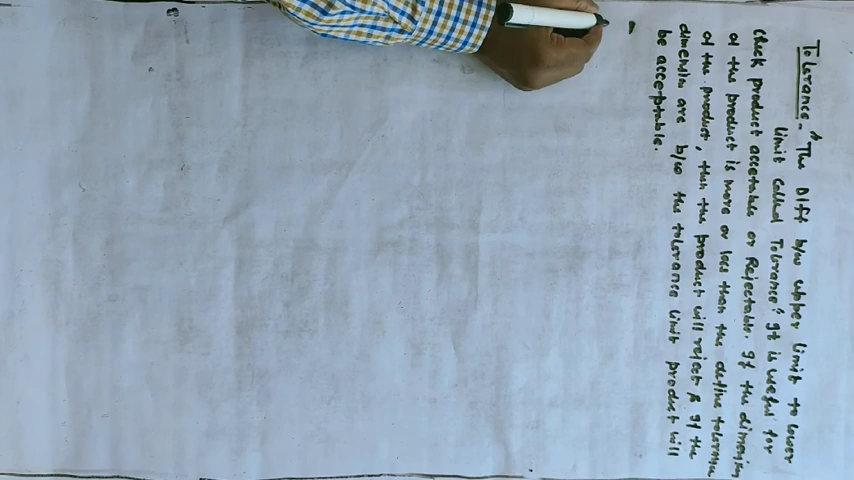 Tolerance - "The Diff b/w upper limit to lower
limit called Tolerance" It is useful for
Check product acceptable or Rejectable. If the dimension
of the product is more or less than the define tolerance
of the product, then the product will reject & If the
dimension are b/w the tolerance limit product will
be acceptable.